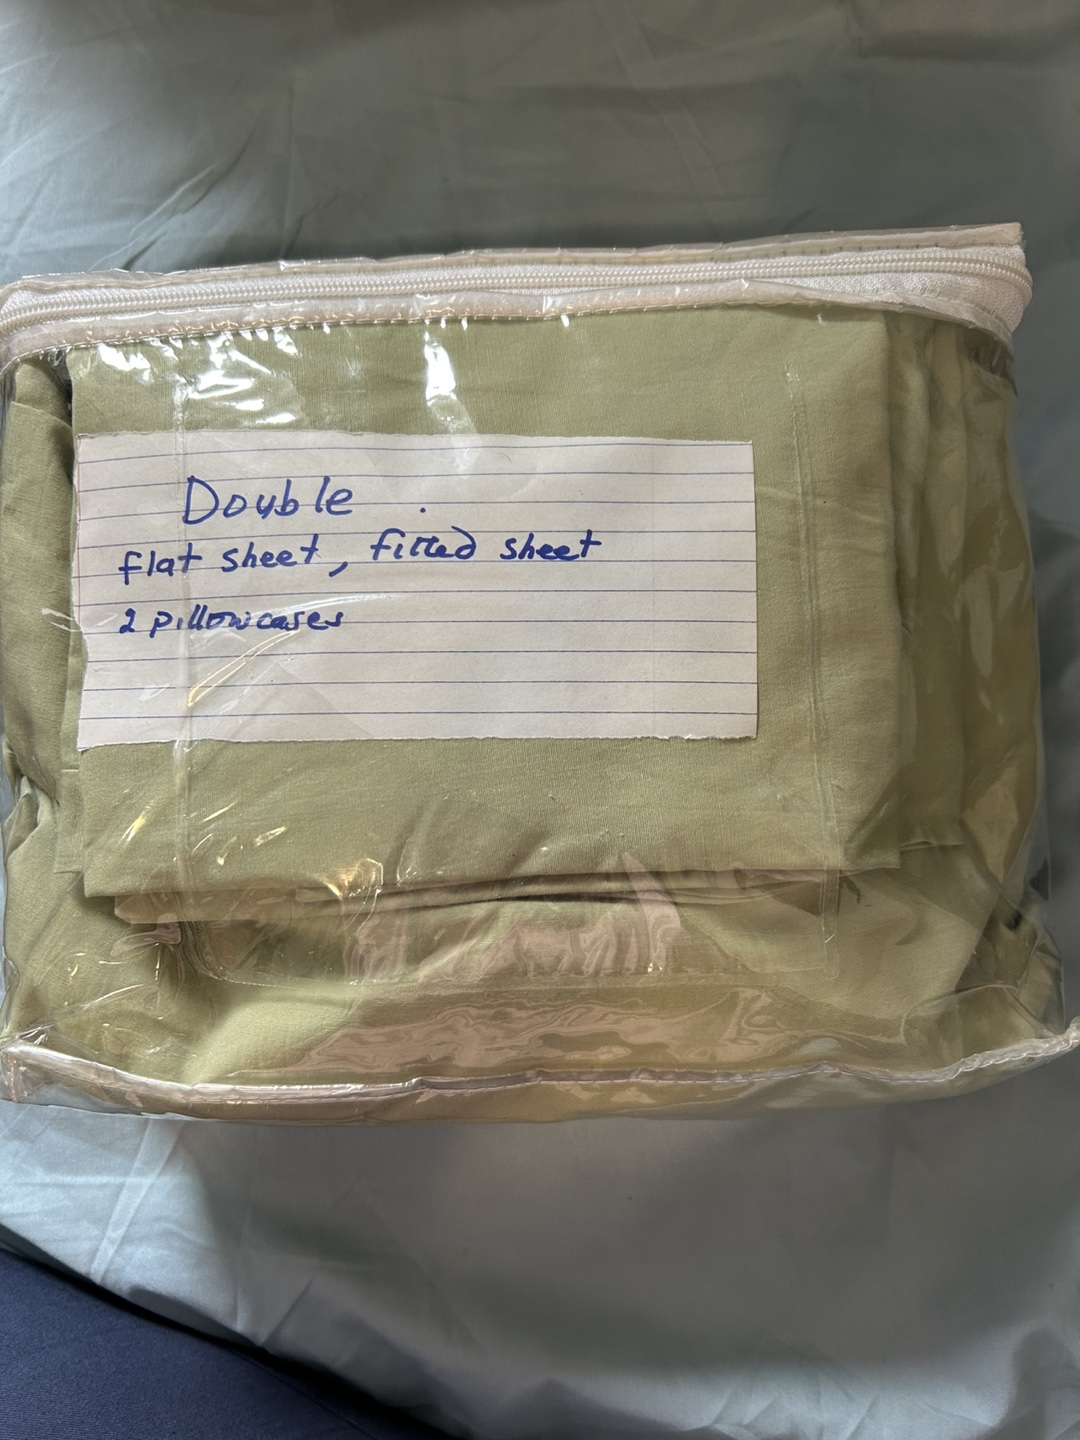 Double .
flat sheet, fitted sheet
2 pillowcases